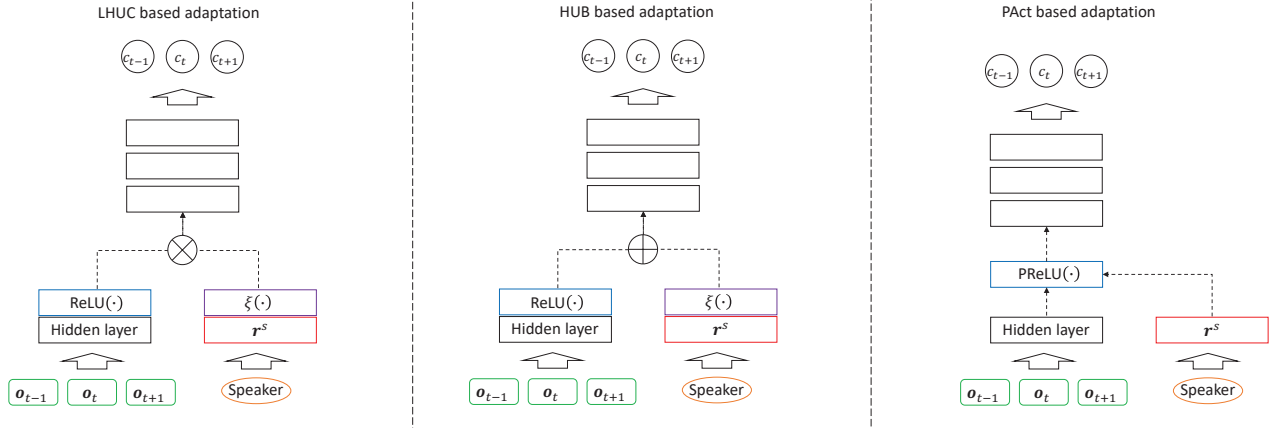 LHUC based adaptation
c_{t−1} c_t c_{t+1}
ReLU(·) ξ(·)
Hidden layer r^s
o_{t−1} o_t o_{t+1} Speaker
HUB based adaptation
c_{t−1} c_t c_{t+1}
ReLU(·) ξ(·)
Hidden layer r^s
o_{t−1} o_t o_{t+1} Speaker
PAct based adaptation
c_{t−1} c_t c_{t+1}
PReLU(·)
Hidden layer r^s
o_{t−1} o_t o_{t+1} Speaker